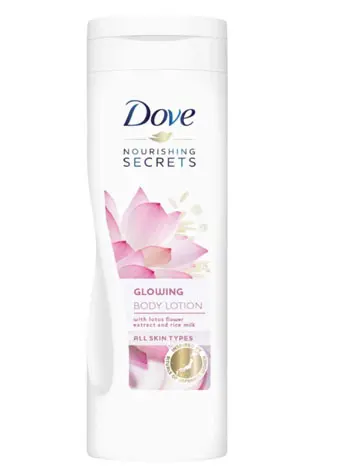 Dove
NOURISHING
SECRETS
GLOWING
BODY LOTION
with lotus flower
extract and rice milk
ALL SKIN TYPES